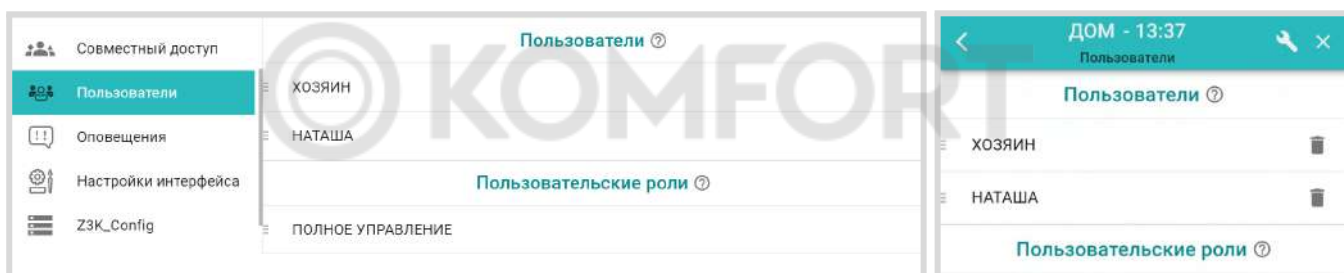 Совместный доступ
Пользователи
Оповещения
Настройки интерфейса
Z3K_Config
Пользователи
ХОЗЯИН
НАТАША
Пользовательские роли
ПОЛНОЕ УПРАВЛЕНИЕ
KOMFORT
ДОМ - 13:37
Пользователи
Пользователи
ХОЗЯИН
НАТАША
Пользовательские роли